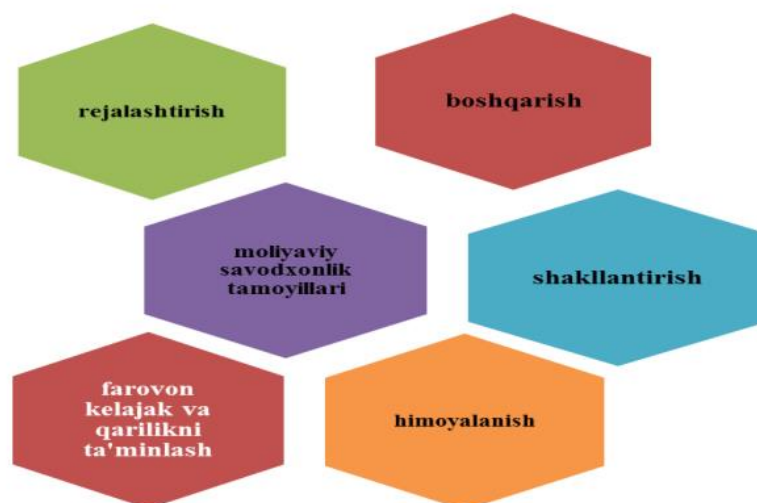 rejalashtirish
boshqarish
moliyaviy
savodxonlik
tamoyillari
shakllantirish
farovon
kelajak va
qarilikni
ta'minlash
himoyalanish